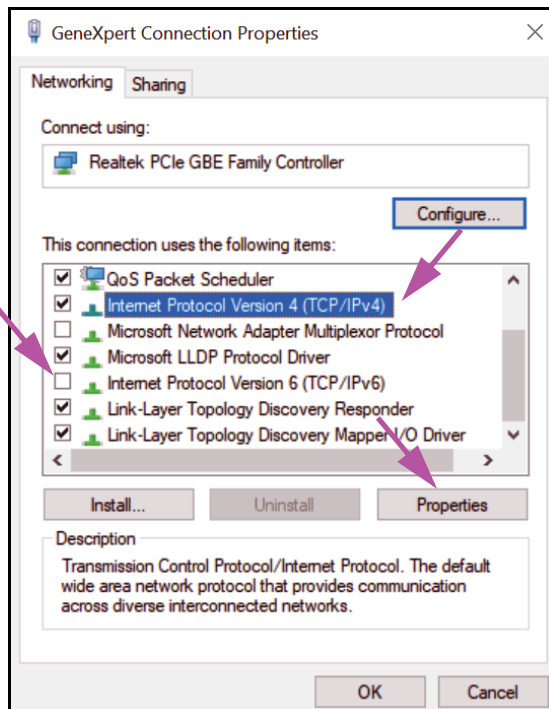 GeneXpert Connection Properties
Networking
Sharing
Connect using:
Realtek PCIe GBE Family Controller
Configure...
This connection uses the following items:
QoS Packet Scheduler
Internet Protocol Version 4 (TCP/IPv4)
Microsoft Network Adapter Multiplexor Protocol
Microsoft LLDP Protocol Driver
Internet Protocol Version 6 (TCP/IPv6)
Link-Layer Topology Discovery Responder
Link-Layer Topology Discovery Mapper I/O Driver
Install...
Uninstall
Properties
Description
Transmission Control Protocol/Internet Protocol. The default
wide area network protocol that provides communication
across diverse interconnected networks.
OK
Cancel